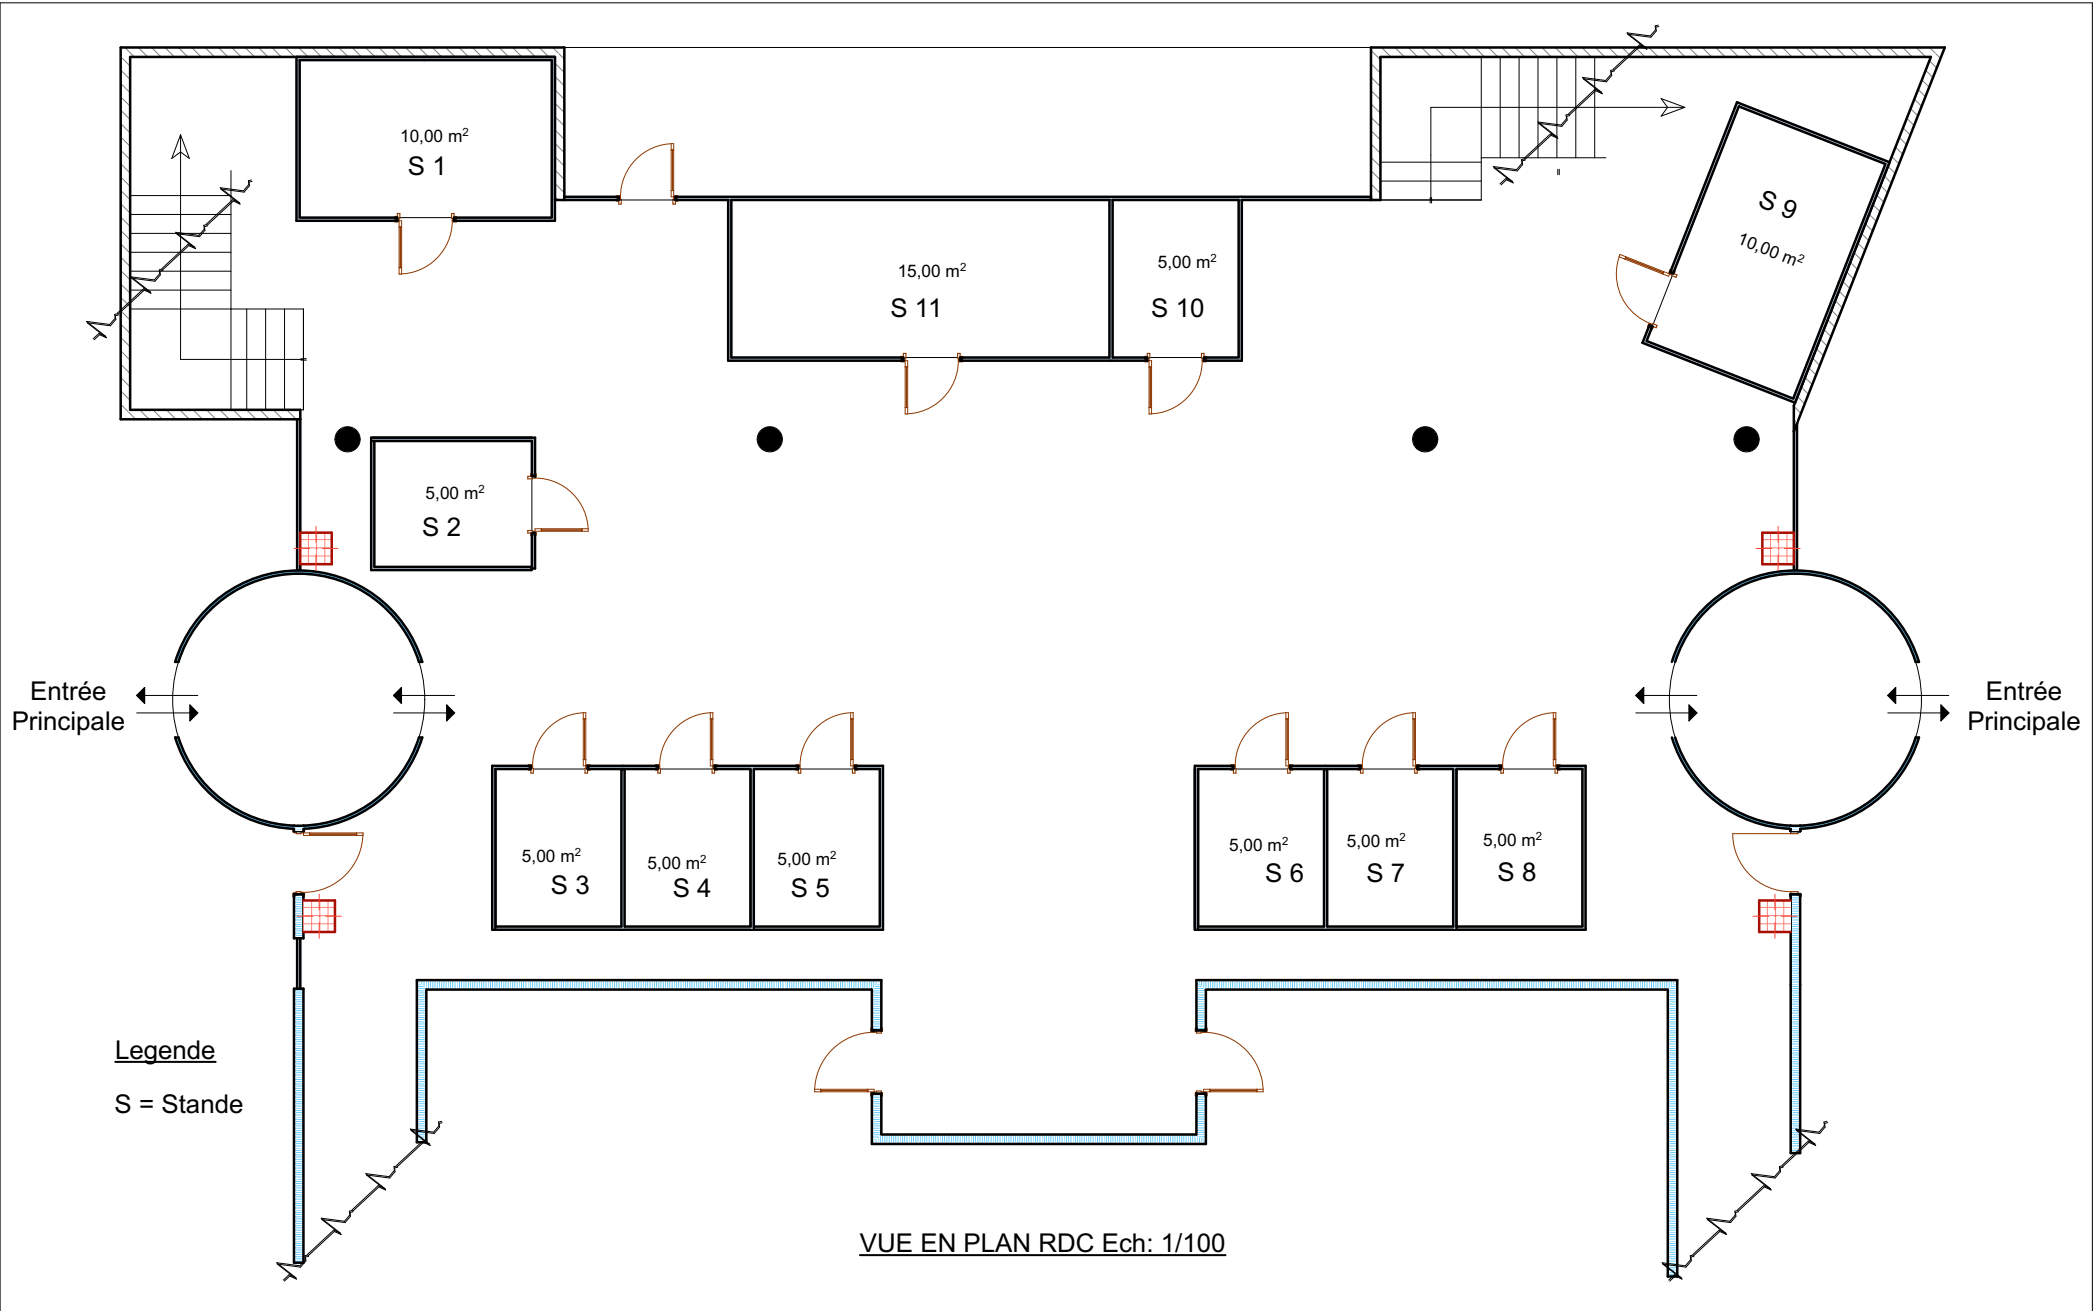 10,00 m²
S 1
S 9
10,00 m²
15,00 m²
S 11
5,00 m²
S 10
5,00 m²
S 2
Entrée
Principale
Entrée
Principale
5,00 m²
S 3
5,00 m²
S 4
5,00 m²
S 5
5,00 m²
S 6
5,00 m²
S 7
5,00 m²
S 8
Legende
S = Stande
VUE EN PLAN RDC Ech: 1/100